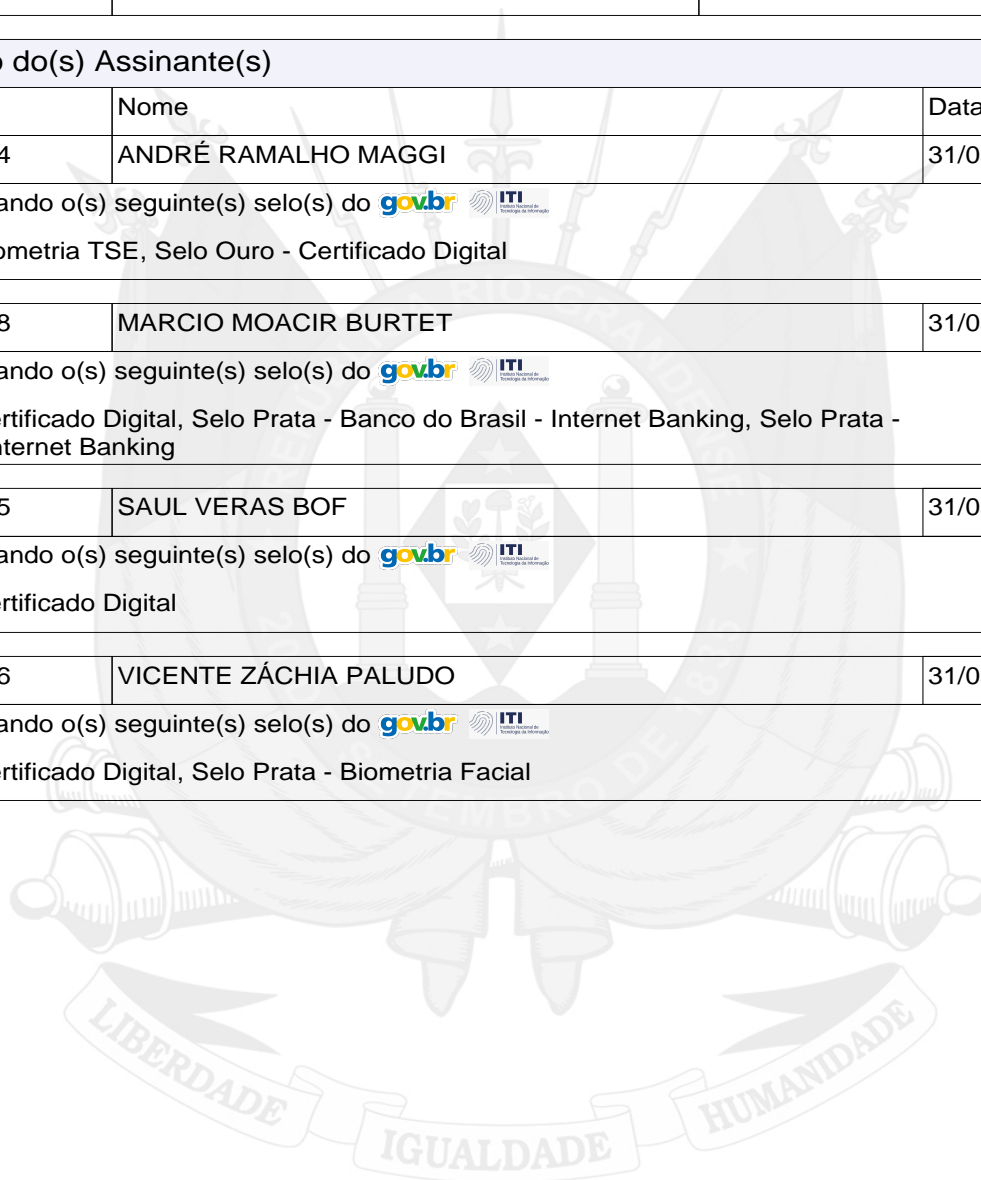 o do(s) Assinante(s)
Nome Data
4 ANDRÉ RAMALHO MAGGI 31/0
ando o(s) seguinte(s) selo(s) do gov.br ITI
ometria TSE, Selo Ouro - Certificado Digital
8 MARCIO MOACIR BURTET 31/0
ando o(s) seguinte(s) selo(s) do gov.br ITI
ertificado Digital, Selo Prata - Banco do Brasil - Internet Banking, Selo Prata -
nternet Banking
5 SAUL VERAS BOF 31/0
ando o(s) seguinte(s) selo(s) do gov.br ITI
ertificado Digital
6 VICENTE ZÁCHIA PALUDO 31/0
ando o(s) seguinte(s) selo(s) do gov.br ITI
ertificado Digital, Selo Prata - Biometria Facial
LIBERDADE IGUALDADE HUMANIDADE